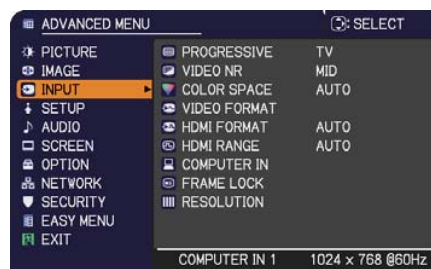 ADVANCED MENU : SELECT
PICTURE PROGRESSIVE TV
IMAGE VIDEO NR MID
INPUT COLOR SPACE AUTO
SETUP VIDEO FORMAT
AUDIO HDMI FORMAT AUTO
SCREEN HDMI RANGE AUTO
OPTION COMPUTER IN
NETWORK FRAME LOCK
SECURITY RESOLUTION
EASY MENU
EXIT
COMPUTER IN 1 1024 x 768 @60Hz